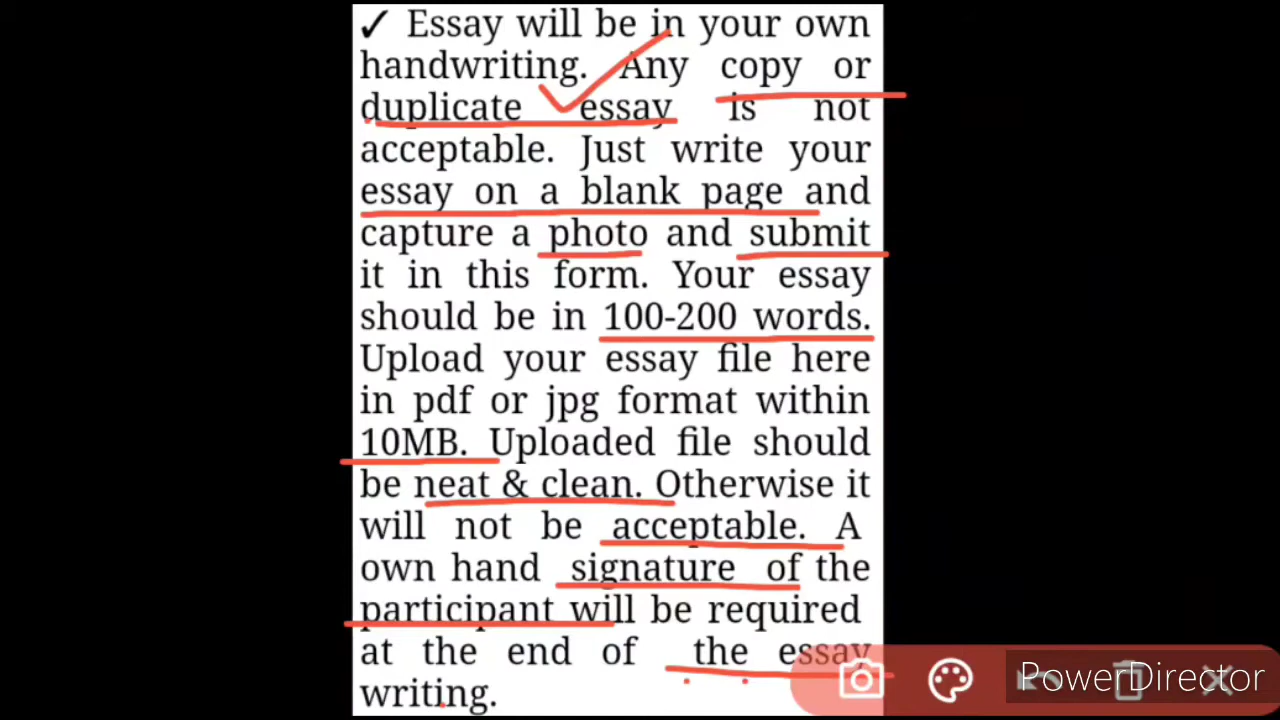 ✓ Essay will be in your own
handwriting. Any copy or
duplicate essay is not
acceptable. Just write your
essay on a blank page and
capture a photo and submit
it in this form. Your essay
should be in 100-200 words.
Upload your essay file here
in pdf or jpg format within
10MB. Uploaded file should
be neat & clean. Otherwise it
will not be acceptable. A
own hand signature of the
participant will be required
at the end of the essay
writing.
PowerDirector